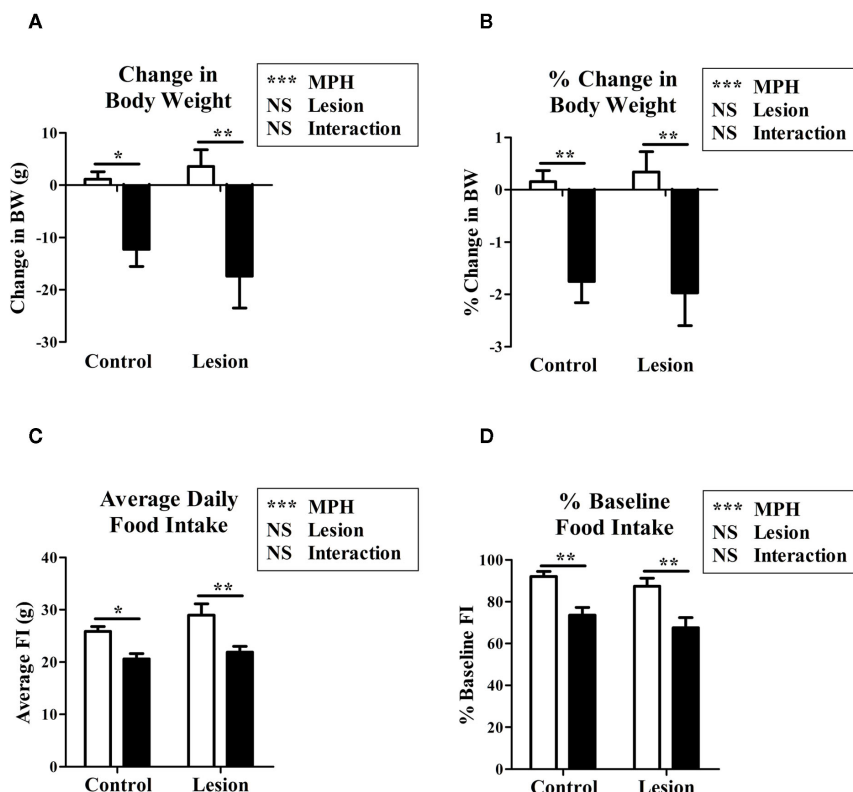 A
Change in
Body Weight
*** MPH
NS Lesion
NS Interaction
Change in BW (g)
10
0
-10
-20
-30
*
**
Control
Lesion
B
% Change in
Body Weight
*** MPH
NS Lesion
NS Interaction
% Change in BW
1
0
-1
-2
-3
**
**
Control
Lesion
C
Average Daily
Food Intake
*** MPH
NS Lesion
NS Interaction
Average FI (g)
40
30
20
10
0
*
**
Control
Lesion
D
% Baseline
Food Intake
*** MPH
NS Lesion
NS Interaction
% Baseline FI
100
80
60
40
20
0
**
**
Control
Lesion